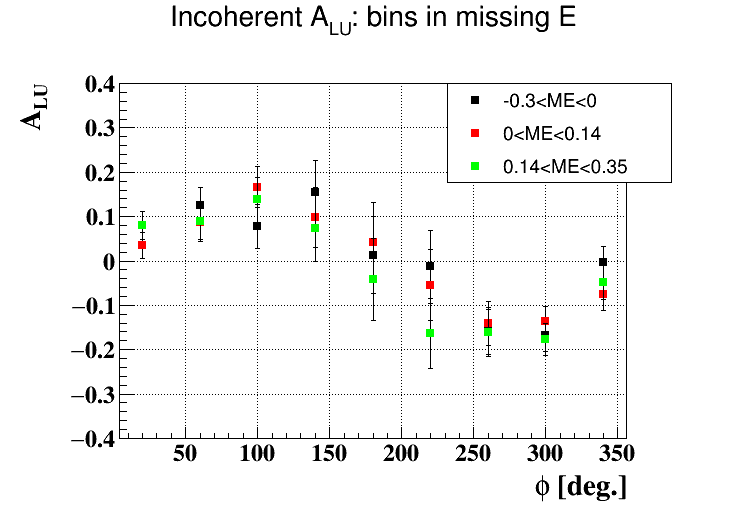 Incoherent A_LU: bins in missing E
A_LU
0.4
0.3
0.2
0.1
0
−0.1
−0.2
−0.3
−0.4
-0.3<ME<0
0<ME<0.14
0.14<ME<0.35
50 100 150 200 250 300 350
ϕ [deg.]